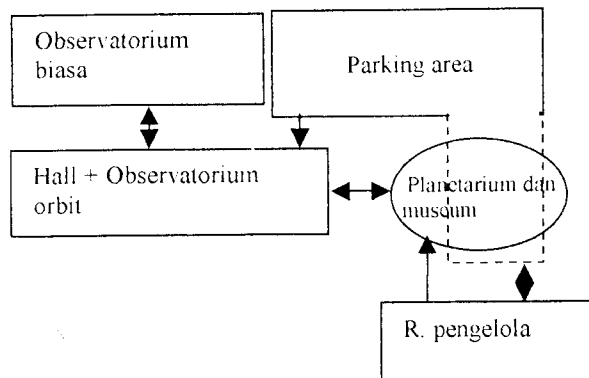 Observatorium
biasa
Parking area
Hall + Observatorium
orbit
Planetarium dan
museum
R. pengelola